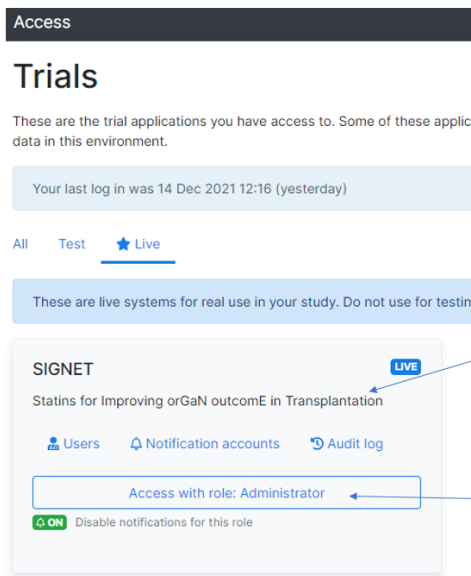 Access
Trials
These are the trial applications you have access to. Some of these applic
data in this environment.
Your last log in was 14 Dec 2021 12:16 (yesterday)
All Test Live
These are live systems for real use in your study. Do not use for testin
SIGNET LIVE
Statins for Improving orGaN outcomE in Transplantation
Users Notification accounts Audit log
Access with role: Administrator
ON Disable notifications for this role